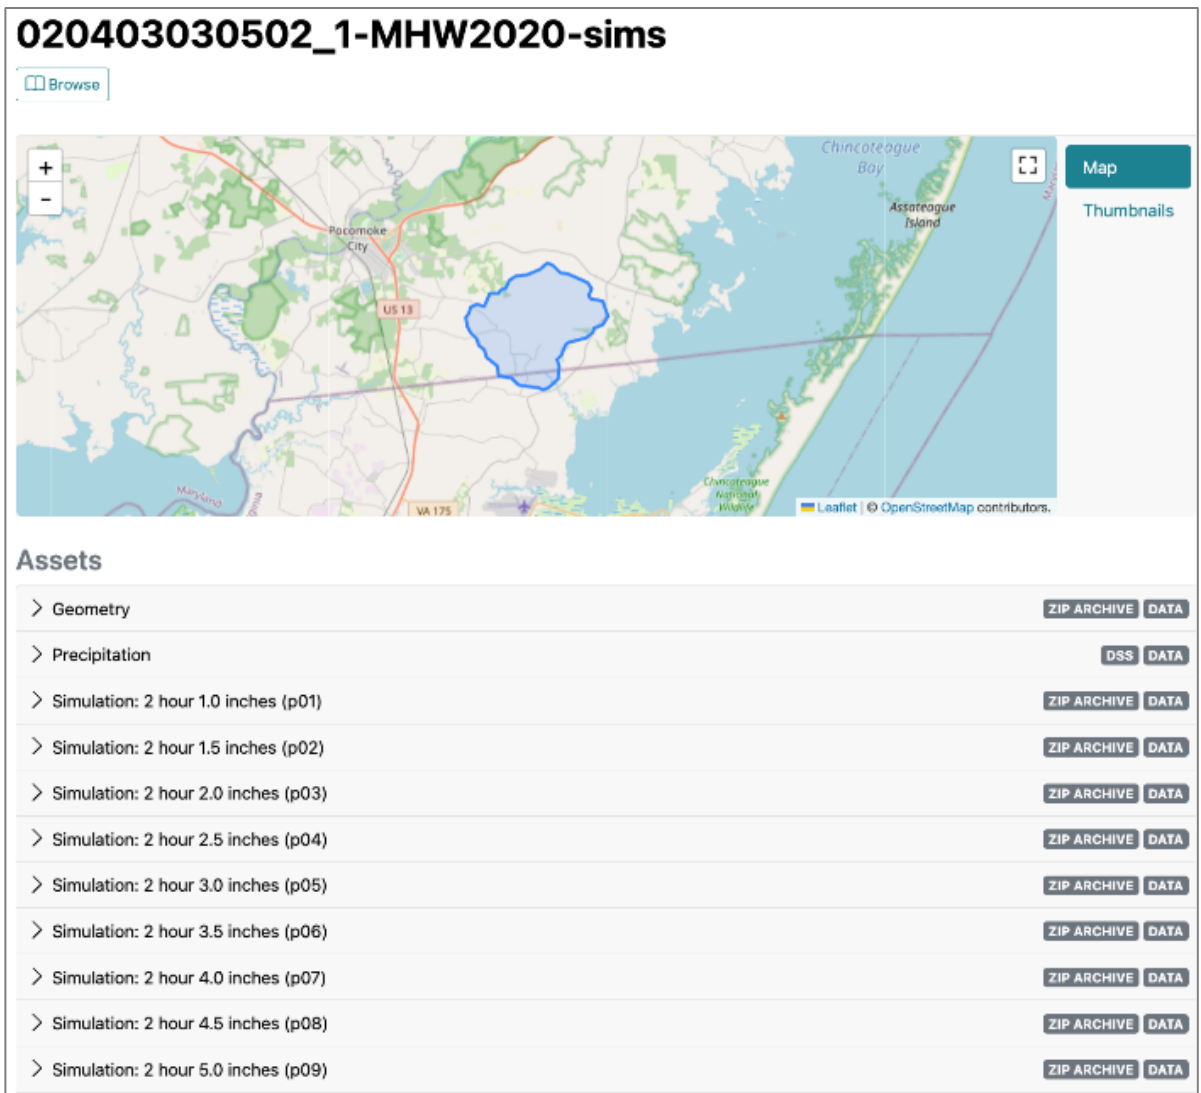 020403030502_1-MHW2020-sims
Browse
+
−
Chincoteague
Bay
Assateague
Island
Pocomoke
City
US 13
Maryland
VA 175
Chincoteague
National
Wildlife
Leaflet | © OpenStreetMap contributors.
Map
Thumbnails
Assets
Geometry ZIP ARCHIVE DATA
Precipitation DSS DATA
Simulation: 2 hour 1.0 inches (p01) ZIP ARCHIVE DATA
Simulation: 2 hour 1.5 inches (p02) ZIP ARCHIVE DATA
Simulation: 2 hour 2.0 inches (p03) ZIP ARCHIVE DATA
Simulation: 2 hour 2.5 inches (p04) ZIP ARCHIVE DATA
Simulation: 2 hour 3.0 inches (p05) ZIP ARCHIVE DATA
Simulation: 2 hour 3.5 inches (p06) ZIP ARCHIVE DATA
Simulation: 2 hour 4.0 inches (p07) ZIP ARCHIVE DATA
Simulation: 2 hour 4.5 inches (p08) ZIP ARCHIVE DATA
Simulation: 2 hour 5.0 inches (p09) ZIP ARCHIVE DATA